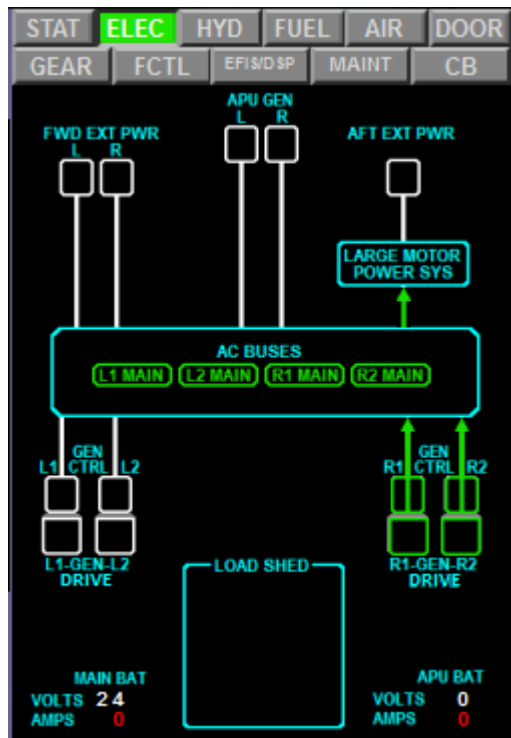 STAT ELEC HYD FUEL AIR DOOR
GEAR FCTL EFIS/DSP MAINT CB
APU GEN
L R
FWD EXT PWR
L R
AFT EXT PWR
LARGE MOTOR
POWER SYS
AC BUSES
L1 MAIN L2 MAIN R1 MAIN R2 MAIN
GEN
L1 CTRL L2
GEN
R1 CTRL R2
L1-GEN-L2
DRIVE
LOAD SHED
R1-GEN-R2
DRIVE
MAIN BAT
VOLTS 24
AMPS 0
APU BAT
VOLTS 0
AMPS 0